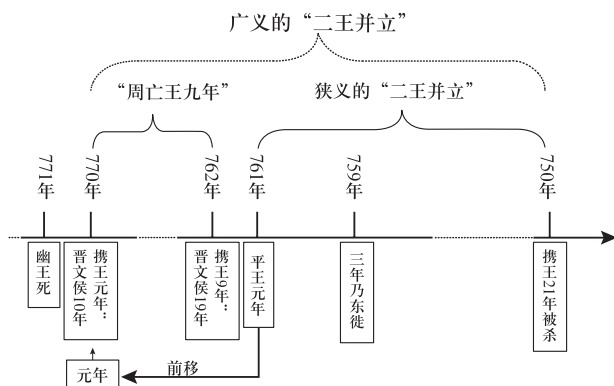 广义的“二王并立”
“周亡王九年”
狭义的“二王并立”
771年
770年
762年
761年
759年
750年
幽王死
携王元年：
晋文侯10年
携王9年：
晋文侯19年
平王元年
三年乃东徙
携王21年被杀
元年
前移